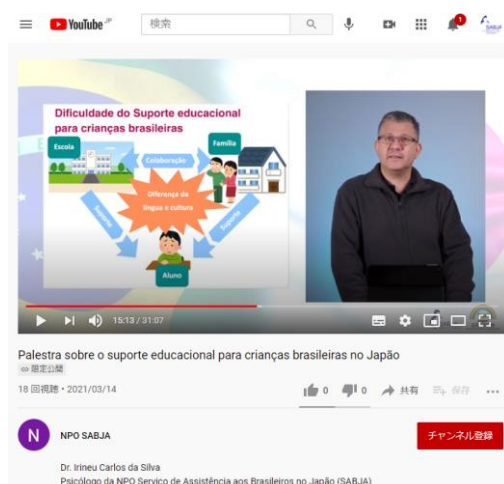 YouTube JP
検索
1
SABJA
Dificuldade do Suporte educacional
para crianças brasileiras
Escola
Família
Colaboração
Diferença da
língua e cultura
Suporte
Suporte
Aluno
15:13 / 31:07
Palestra sobre o suporte educacional para crianças brasileiras no Japão
限定公開
18 回視聴・2021/03/14
0
0
共有
保存
N
NPO SABJA
チャンネル登録
Dr. Irineu Carlos da Silva
Psicólogo da NPO Serviço de Assistência aos Brasileiros no Japão (SABJA)